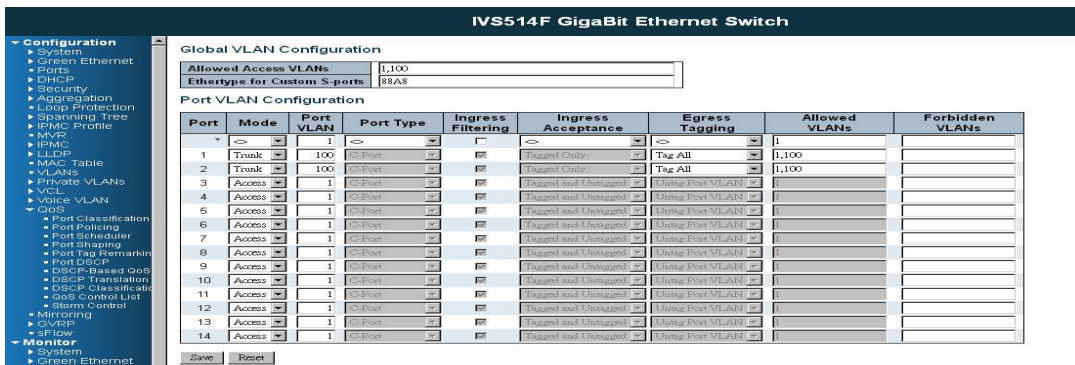 IVS514F GigaBit Ethernet Switch
Configuration
System
Green Ethernet
Ports
DHCP
Security
Aggregation
Loop Protection
Spanning Tree
IPMC Profile
MVR
IPMC
LLDP
MAC Table
VLANs
Private VLANs
VCL
Voice VLAN
QoS
Port Classification
Port Policing
Port Scheduler
Port Shaping
Port Tag Remarkin
Port DSCP
DSCP-Based QoS
DSCP Translation
DSCP Classificatio
QoS Control List
Storm Control
Mirroring
GVRP
sFlow
Monitor
System
Green Ethernet
Global VLAN Configuration
Allowed Access VLANs 1,100
Ethertype for Custom S-ports 88A8
Port VLAN Configuration
Port Mode Port VLAN Port Type Ingress Filtering Ingress Acceptance Egress Tagging Allowed VLANs Forbidden VLANs
* <> 1 <> <> <> 1
1 Trunk 100 C-Port Tagged Only Tag All 1,100
2 Trunk 100 C-Port Tagged Only Tag All 1,100
3 Access 1 C-Port Tagged and Untagged Untag Port VLAN 1
4 Access 1 C-Port Tagged and Untagged Untag Port VLAN 1
5 Access 1 C-Port Tagged and Untagged Untag Port VLAN 1
6 Access 1 C-Port Tagged and Untagged Untag Port VLAN 1
7 Access 1 C-Port Tagged and Untagged Untag Port VLAN 1
8 Access 1 C-Port Tagged and Untagged Untag Port VLAN 1
9 Access 1 C-Port Tagged and Untagged Untag Port VLAN 1
10 Access 1 C-Port Tagged and Untagged Untag Port VLAN 1
11 Access 1 C-Port Tagged and Untagged Untag Port VLAN 1
12 Access 1 C-Port Tagged and Untagged Untag Port VLAN 1
13 Access 1 C-Port Tagged and Untagged Untag Port VLAN 1
14 Access 1 C-Port Tagged and Untagged Untag Port VLAN 1
Save Reset